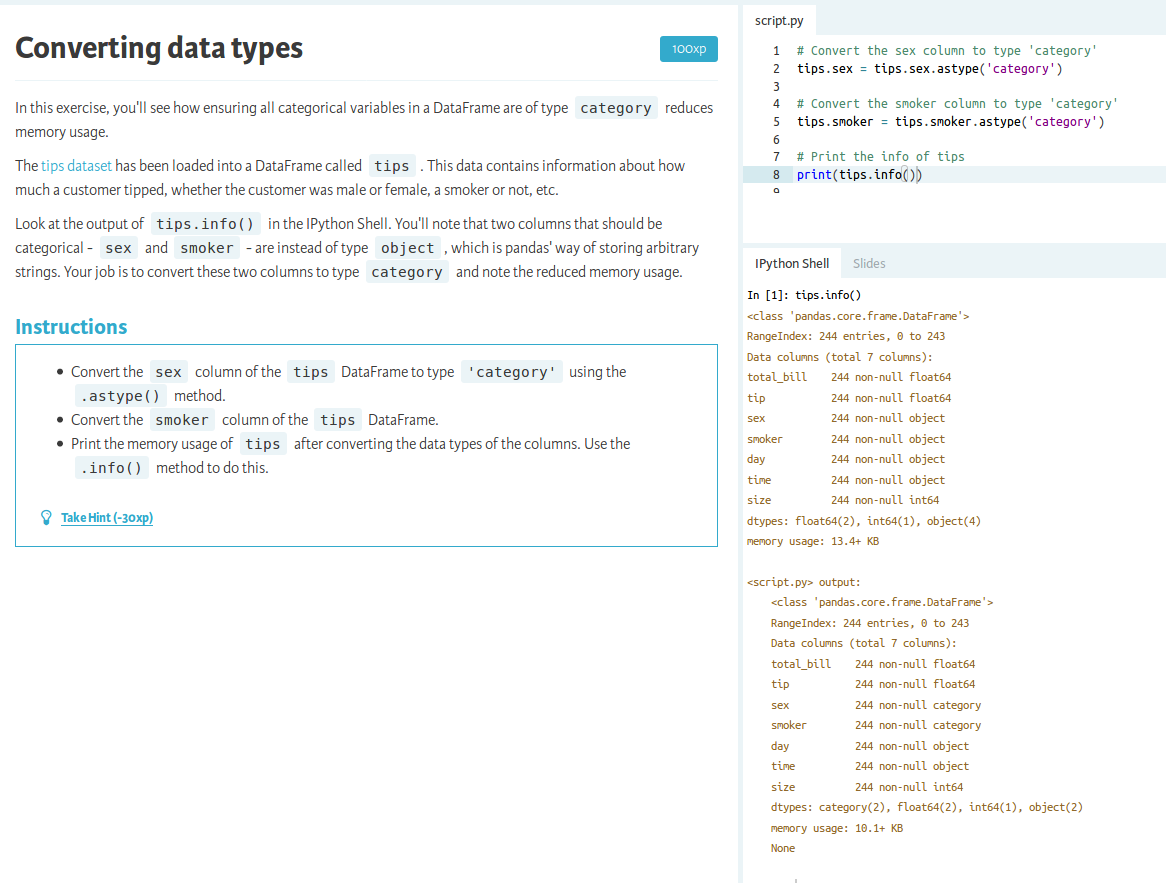 Converting data types
100xp
In this exercise, you'll see how ensuring all categorical variables in a DataFrame are of type category reduces
memory usage.
The tips dataset has been loaded into a DataFrame called tips . This data contains information about how
much a customer tipped, whether the customer was male or female, a smoker or not, etc.
Look at the output of tips.info() in the IPython Shell. You'll note that two columns that should be
categorical - sex and smoker - are instead of type object , which is pandas' way of storing arbitrary
strings. Your job is to convert these two columns to type category and note the reduced memory usage.
Instructions
• Convert the sex column of the tips DataFrame to type 'category' using the
.astype() method.
• Convert the smoker column of the tips DataFrame.
• Print the memory usage of tips after converting the data types of the columns. Use the
.info() method to do this.
Take Hint (-30xp)
script.py
1 # Convert the sex column to type 'category'
2 tips.sex = tips.sex.astype('category')
3
4 # Convert the smoker column to type 'category'
5 tips.smoker = tips.smoker.astype('category')
6
7 # Print the info of tips
8 print(tips.info())
9
IPython Shell Slides
In [1]: tips.info()
<class 'pandas.core.frame.DataFrame'>
RangeIndex: 244 entries, 0 to 243
Data columns (total 7 columns):
total_bill    244 non-null float64
tip           244 non-null float64
sex           244 non-null object
smoker        244 non-null object
day           244 non-null object
time          244 non-null object
size          244 non-null int64
dtypes: float64(2), int64(1), object(4)
memory usage: 13.4+ KB
<script.py> output:
<class 'pandas.core.frame.DataFrame'>
RangeIndex: 244 entries, 0 to 243
Data columns (total 7 columns):
total_bill    244 non-null float64
tip           244 non-null float64
sex           244 non-null category
smoker        244 non-null category
day           244 non-null object
time          244 non-null object
size          244 non-null int64
dtypes: category(2), float64(2), int64(1), object(2)
memory usage: 10.1+ KB
None